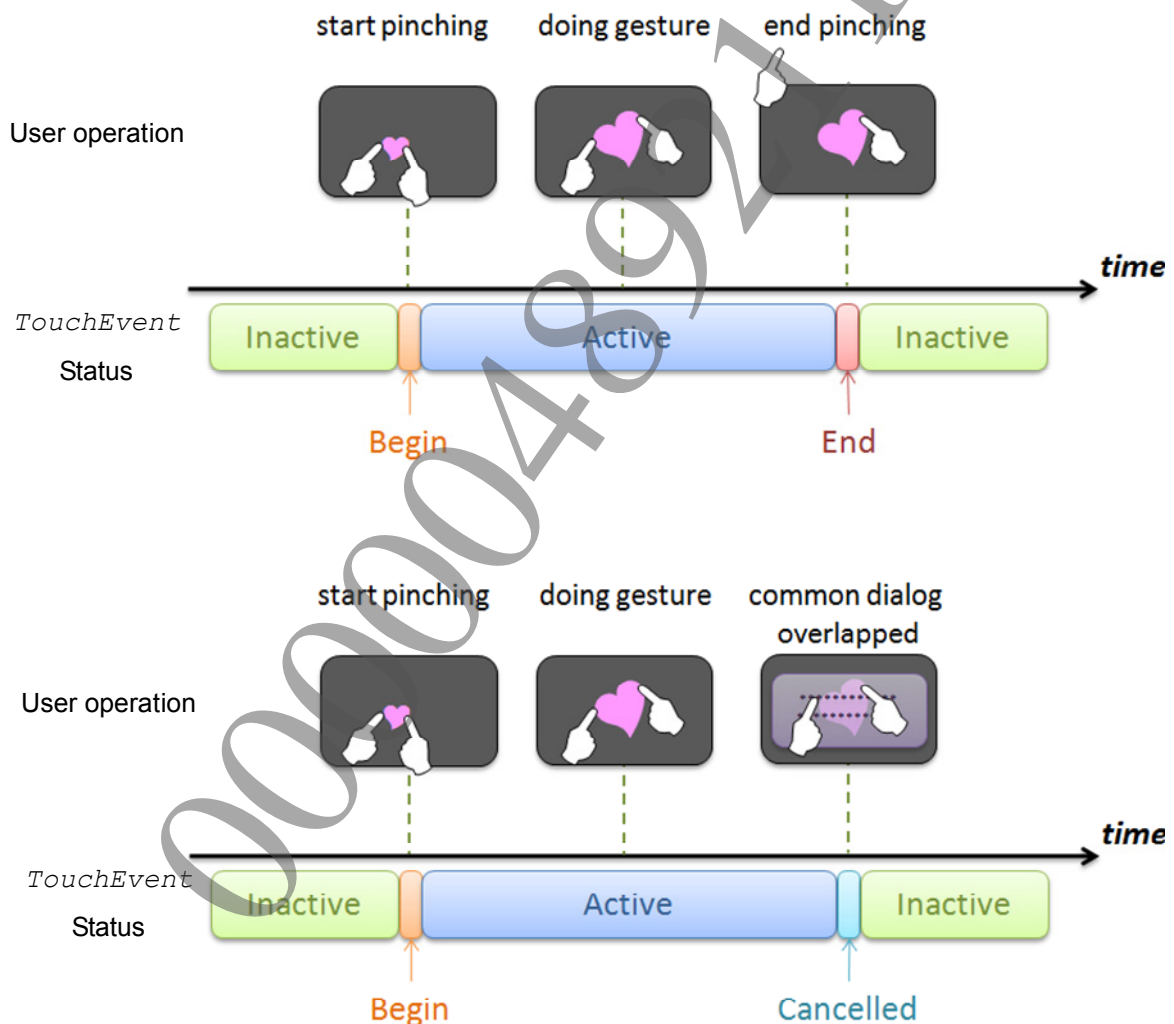 start pinching doing gesture end pinching
User operation
time
TouchEvent Inactive Active Inactive
Status
Begin End
start pinching doing gesture common dialog
overlapped
User operation
time
TouchEvent Inactive Active Inactive
Status
Begin Cancelled